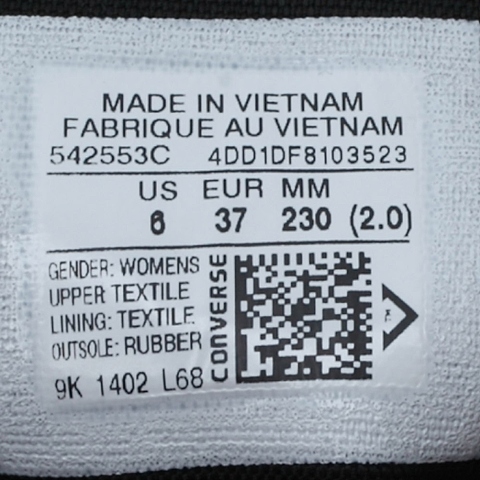 MADE IN VIETNAM
FABRIQUE AU VIETNAM
542553C 4DD1DF8103523
US EUR MM
6 37 230 (2.0)
GENDER: WOMENS
UPPER TEXTILE
LINING: TEXTILE
OUTSOLE: RUBBER
9K 1402 L68
CONVERSE